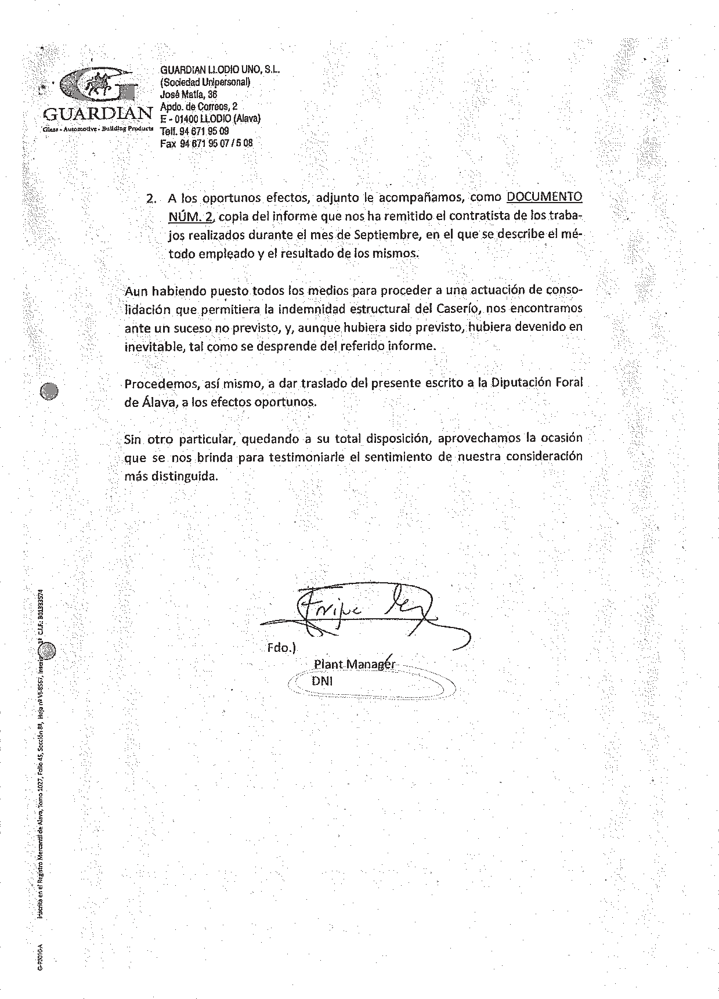 GUARDIAN LLODIO UNO, S.L.
(Sociedad Unipersonal)
José Matía, 36
Apdo. de Correos, 2
E - 01400 LLODIO (Alava)
Telf. 94 671 95 09
Fax 94 671 95 07 / 5 08
GUARDIAN
Glass - Automotive - Building Products
2. A los oportunos efectos, adjunto le acompañamos, como DOCUMENTO
NÚM. 2, copia del informe que nos ha remitido el contratista de los traba-
jos realizados durante el mes de Septiembre, en el que se describe el mé-
todo empleado y el resultado de los mismos.
Aun habiendo puesto todos los medios para proceder a una actuación de conso-
lidación que permitiera la indemnidad estructural del Caserío, nos encontramos
ante un suceso no previsto, y, aunque hubiera sido previsto, hubiera devenido en
inevitable, tal como se desprende del referido informe.
Procedemos, así mismo, a dar traslado del presente escrito a la Diputación Foral
de Álava, a los efectos oportunos.
Sin otro particular, quedando a su total disposición, aprovechamos la ocasión
que se nos brinda para testimoniarle el sentimiento de nuestra consideración
más distinguida.
Fdo.)
Plant Manager
DNI
Inscrita en el Registro Mercantil de Alava, Tomo 1027, Folio 45, Sección 8ª, Hoja nº VI-8567, Inscrip 1ª C.I.F.: B01333574
G-93010-A